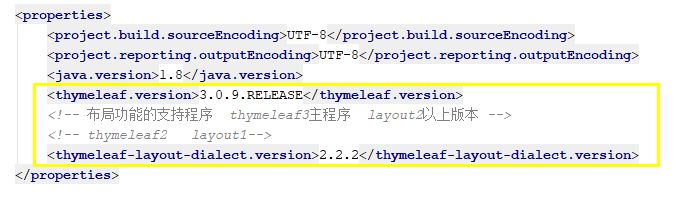 <properties>
<project.build.sourceEncoding>UTF-8</project.build.sourceEncoding>
<project.reporting.outputEncoding>UTF-8</project.reporting.outputEncoding>
<java.version>1.8</java.version>
<thymeleaf.version>3.0.9.RELEASE</thymeleaf.version>
<!-- 布局功能的支持程序  thymeleaf3主程序  layout2以上版本 -->
<!-- thymeleaf2  layout1-->
<thymeleaf-layout-dialect.version>2.2.2</thymeleaf-layout-dialect.version>
</properties>